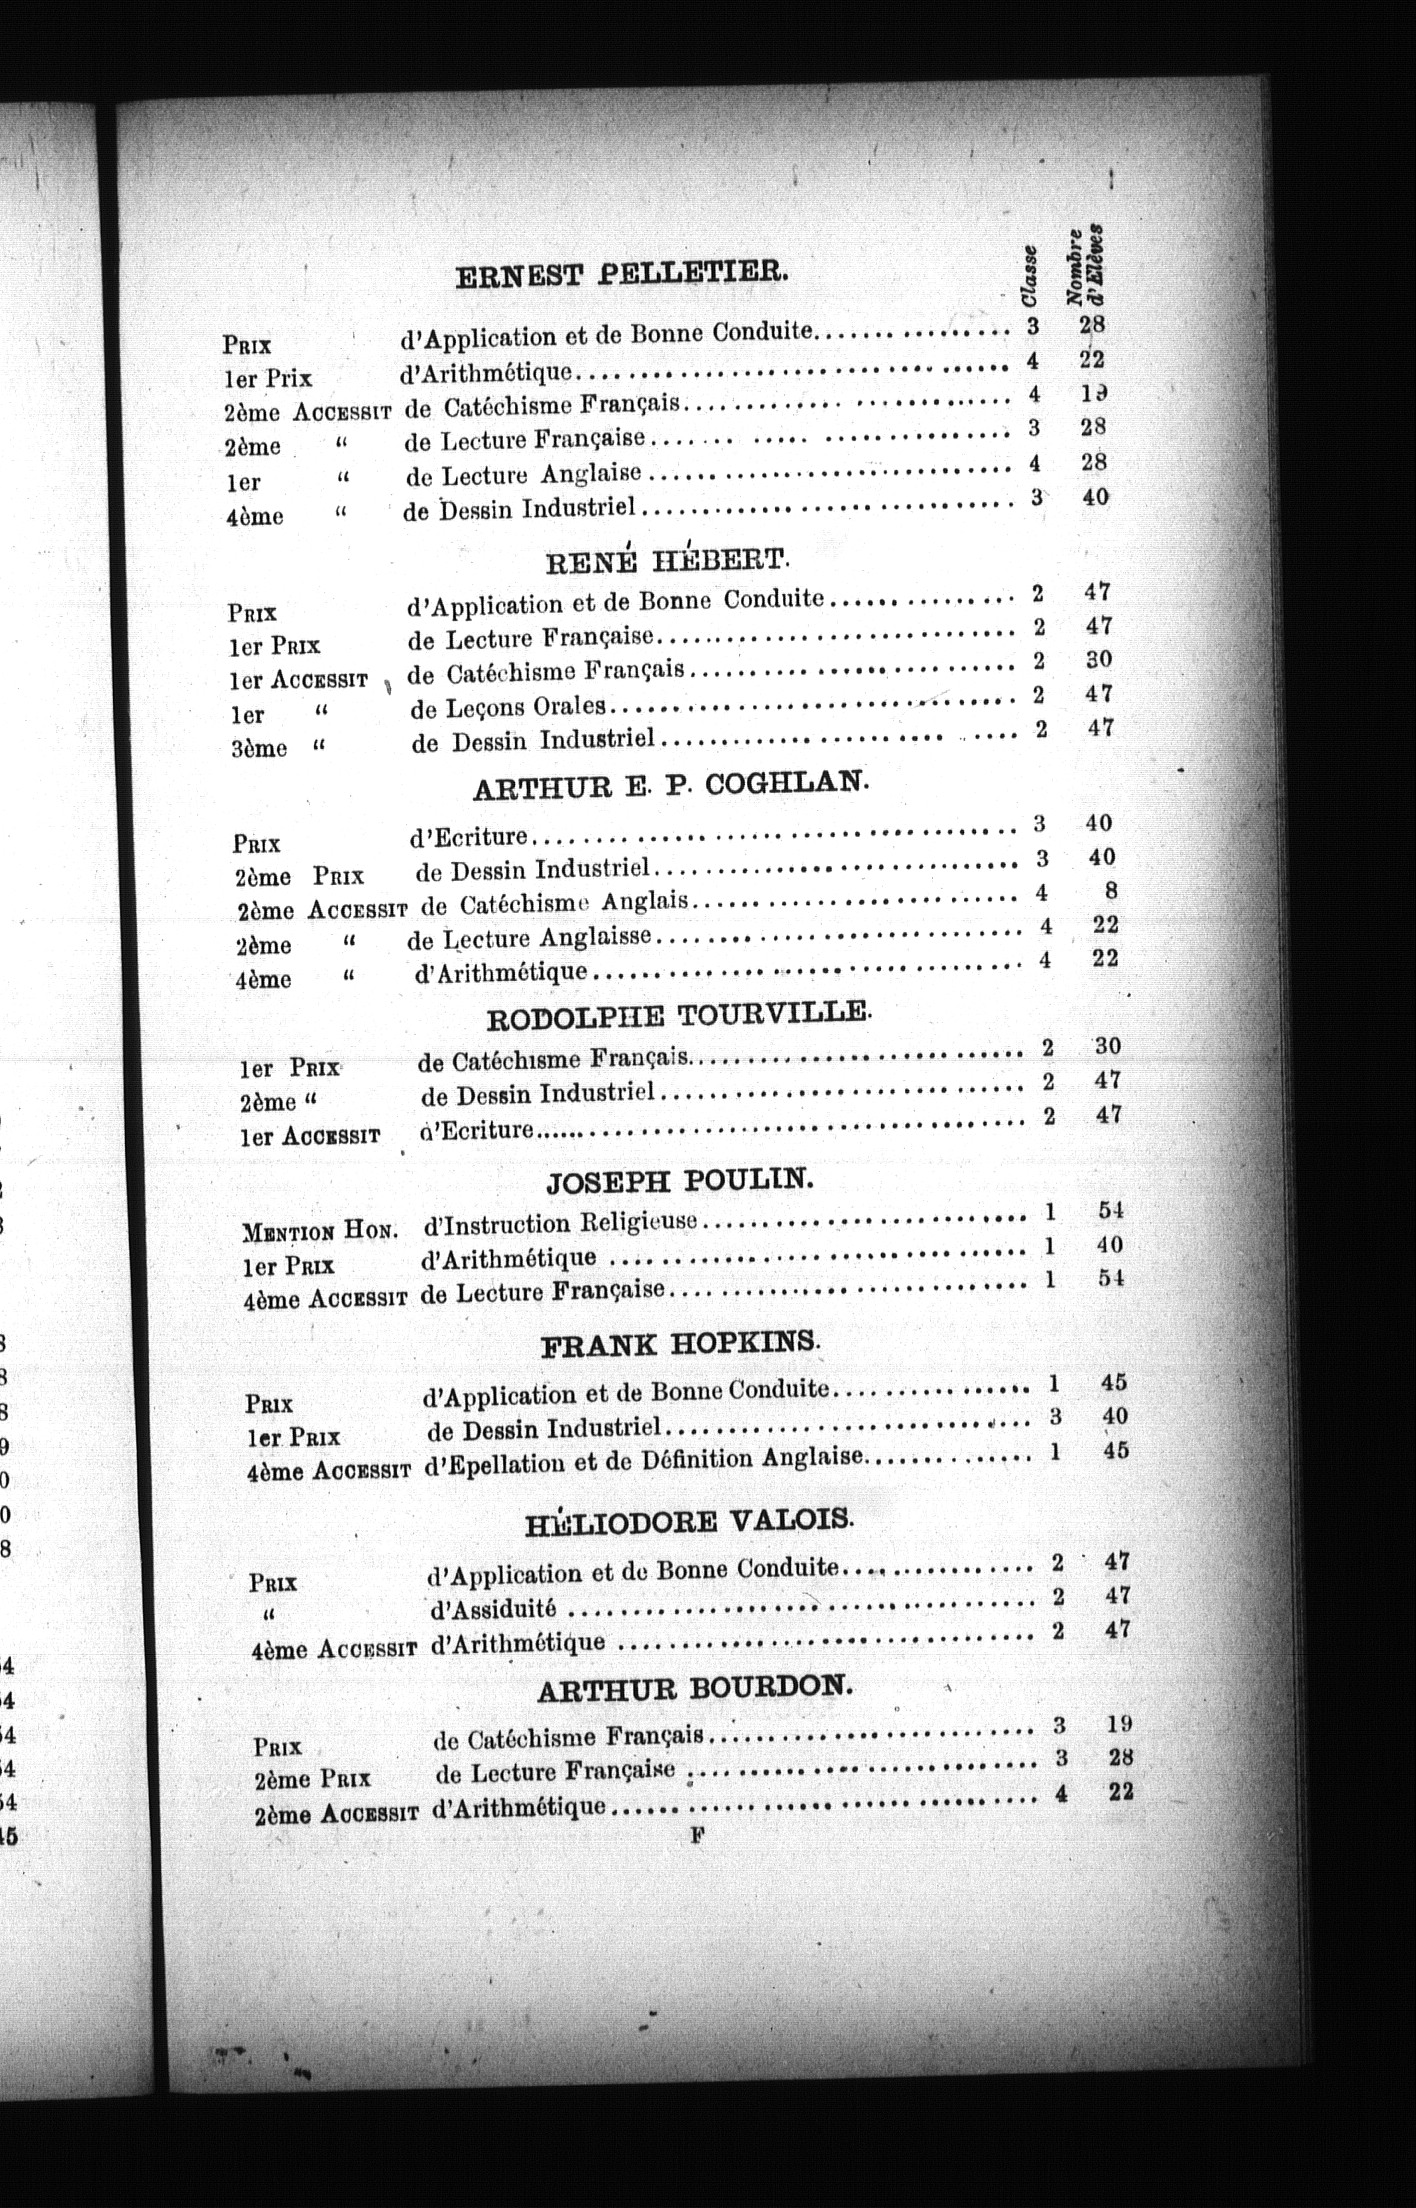 Classe
Nombre d'Elèves
ERNEST PELLETIER.
PRIX d'Application et de Bonne Conduite................. 3 28
1er Prix d'Arithmétique.................................... 4 22
2ème ACCESSIT de Catéchisme Français........................... 4 19
2ème " de Lecture Française............................. 3 28
1er " de Lecture Anglaise.............................. 4 28
4ème " de Dessin Industriel.............................. 3 40
RENÉ HÉBERT.
PRIX d'Application et de Bonne Conduite................ 2 47
1er PRIX de Lecture Française.............................. 2 47
1er ACCESSIT de Catéchisme Français........................... 2 30
1er " de Leçons Orales.................................. 2 47
3ème " de Dessin Industriel............................. 2 47
ARTHUR E. P. COGHLAN.
PRIX d'Ecriture........................................ 3 40
2ème PRIX de Dessin Industriel.............................. 3 40
2ème ACCESSIT de Catéchisme Anglais........................... 4 8
2ème " de Lecture Anglaisse.............................. 4 22
4ème " d'Arithmétique................................... 4 22
RODOLPHE TOURVILLE.
1er PRIX de Catéchisme Français........................... 2 30
2ème " de Dessin Industriel............................. 2 47
1er ACCESSIT d'Ecriture........................................ 2 47
JOSEPH POULIN.
MENTION HON. d'Instruction Religieuse.......................... 1 54
1er PRIX d'Arithmétique ................................. 1 40
4ème ACCESSIT de Lecture Française............................. 1 54
FRANK HOPKINS.
PRIX d'Application et de Bonne Conduite................ 1 45
1er PRIX de Dessin Industriel............................. 3 40
4ème ACCESSIT d'Epellation et de Définition Anglaise.............. 1 45
HÉLIODORE VALOIS.
PRIX d'Application et de Bonne Conduite................ 2 47
" d'Assiduité ..................................... 2 47
4ème ACCESSIT d'Arithmétique ................................. 2 47
ARTHUR BOURDON.
PRIX de Catéchisme Français........................... 3 19
2ème PRIX de Lecture Française ............................ 3 28
2ème ACCESSIT d'Arithmétique................................... 4 22
F